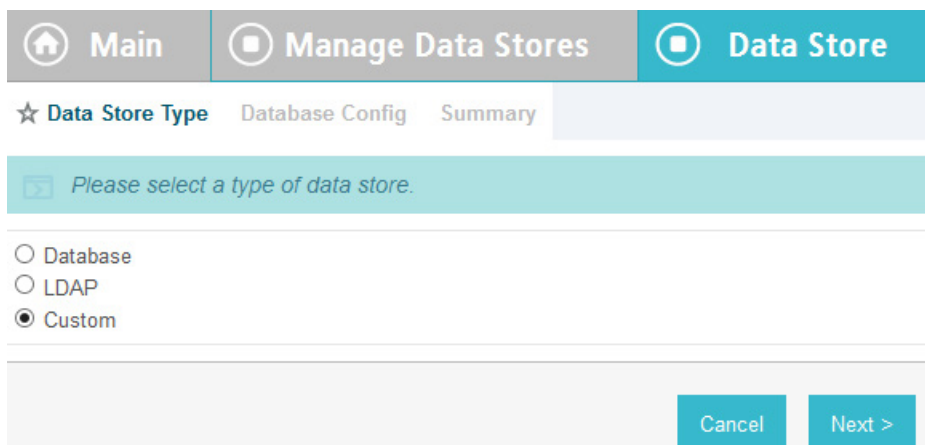 Main Manage Data Stores Data Store
Data Store Type Database Config Summary
Please select a type of data store.
Database
LDAP
Custom
Cancel Next >